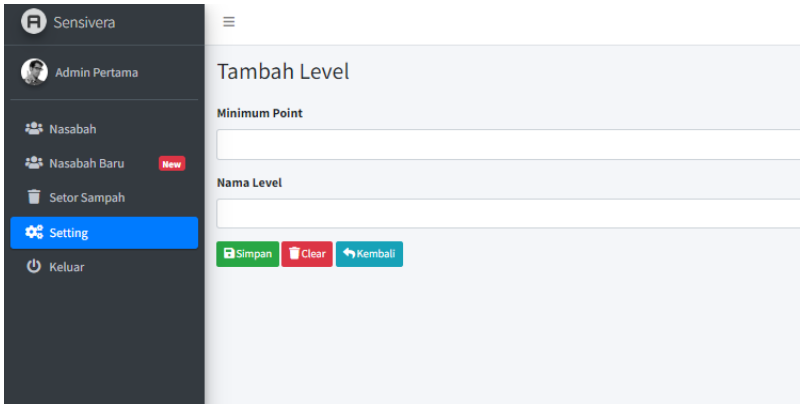 Sensivera
Admin Pertama
Nasabah
Nasabah Baru New
Setor Sampah
Setting
Keluar
Tambah Level
Minimum Point
Nama Level
Simpan Clear Kembali